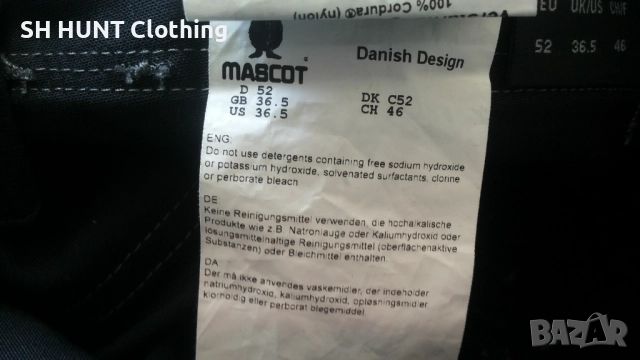 SH HUNT Clothing
100% Cordura® (nylon)
EU UK/US CH/F
52 36.5 46
MASCOT
Danish Design
D 52
GB 36.5
US 36.5
DK C52
CH 46
ENG:
Do not use detergents containing free sodium hydroxide
or potassium hydroxide, solvenated surfactants, clorine
or perborate bleach
DE:
Keine Reinigungsmittel verwenden, die hochalkalische
Produkte wie z.B. Natronlauge oder Kaliumhydroxid oder
lösungsmittelhaltige Reinigungsmittel (oberflächenaktive
Substanzen) oder Bleichmittel enthalten.
DA:
Der må ikke anvendes vaskemidler, der indeholder
natriumhydroxid, kaliumhydroxid, opløsningsmidler
klorholdig eller perborat blegemiddel
BAZAR